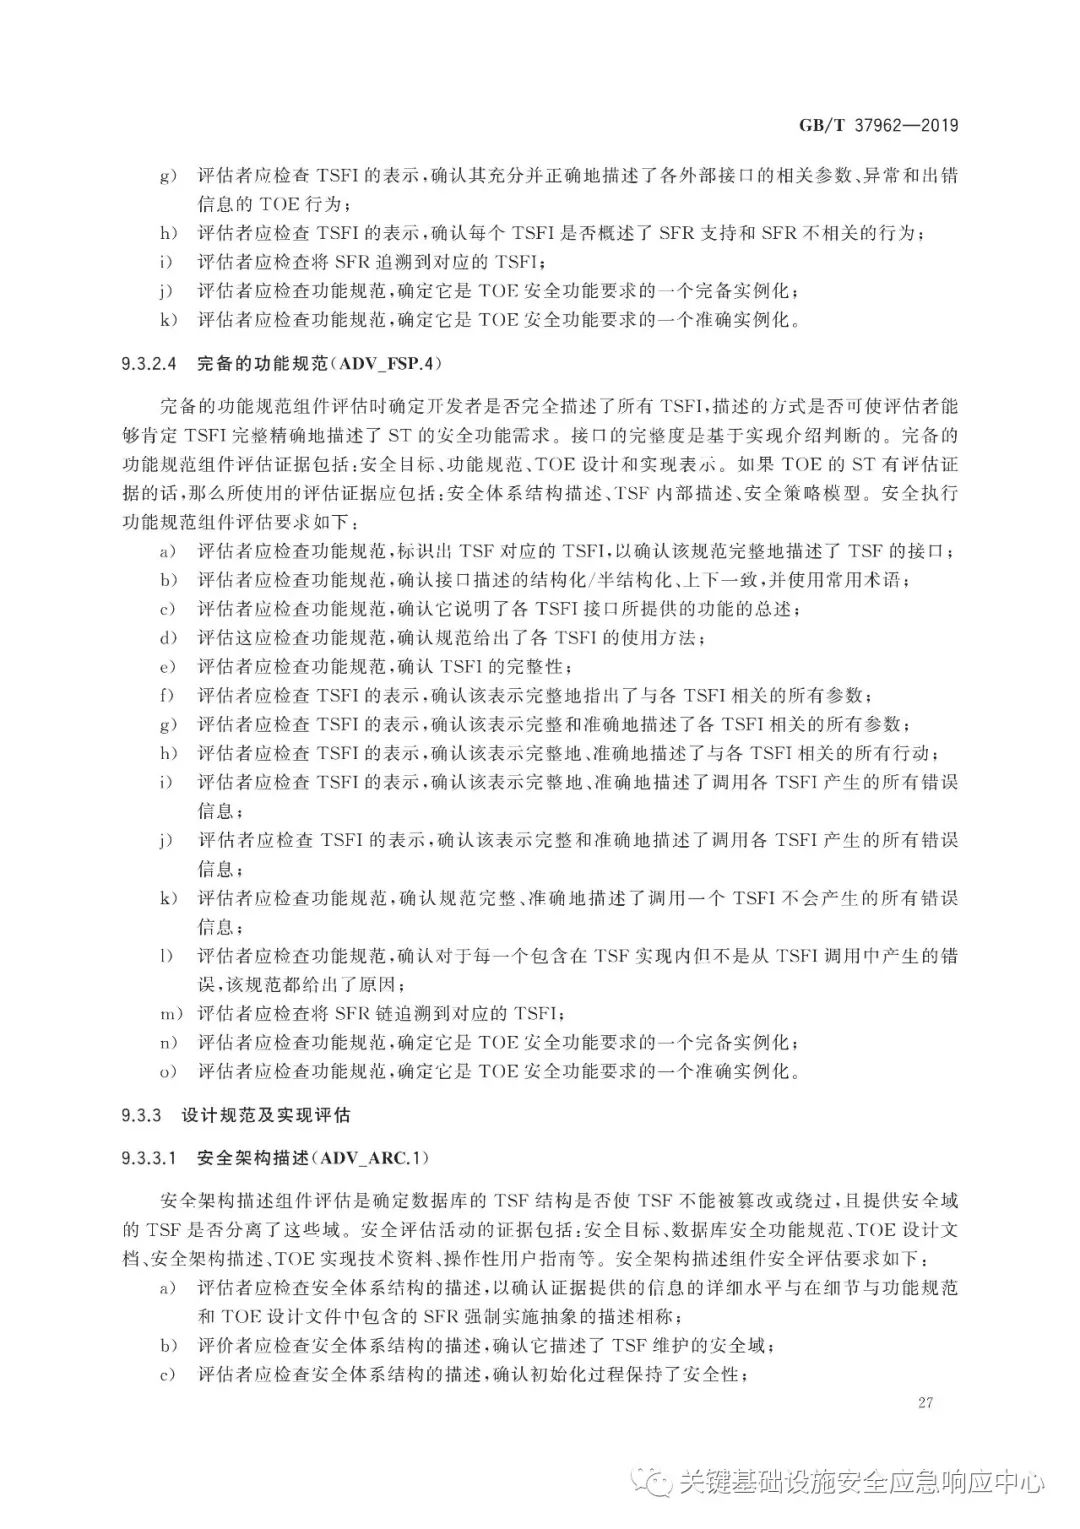 GB/T 37962—2019
g） 评估者应检查 TSFI 的表示，确认其充分并正确地描述了各外部接口的相关参数、异常和出错
信息的 TOE 行为；
h） 评估者应检查 TSFI 的表示，确认每个 TSFI 是否概述了 SFR 支持和 SFR 不相关的行为；
i） 评估者应检查将 SFR 追溯到对应的 TSFI；
j） 评估者应检查功能规范，确定它是 TOE 安全功能要求的一个完备实例化；
k） 评估者应检查功能规范，确定它是 TOE 安全功能要求的一个准确实例化。
9.3.2.4 完备的功能规范（ADV_FSP.4）
完备的功能规范组件评估时确定开发者是否完全描述了所有 TSFI，描述的方式是否可使评估者能
够肯定 TSFI 完整精确地描述了 ST 的安全功能需求。接口的完整度是基于实现介绍判断的。完备的
功能规范组件评估证据包括：安全目标、功能规范、TOE 设计和实现表示。如果 TOE 的 ST 有评估证
据的话，那么所使用的评估证据应包括：安全体系结构描述、TSF 内部描述、安全策略模型。安全执行
功能规范组件评估要求如下：
a） 评估者应检查功能规范，标识出 TSF 对应的 TSFI，以确认该规范完整地描述了 TSF 的接口；
b） 评估者应检查功能规范，确认接口描述的结构化/半结构化、上下一致，并使用常用术语；
c） 评估者应检查功能规范，确认它说明了各 TSFI 接口所提供的功能的总述；
d） 评估这应检查功能规范，确认规范给出了各 TSFI 的使用方法；
e） 评估者应检查功能规范，确认 TSFI 的完整性；
f） 评估者应检查 TSFI 的表示，确认该表示完整地指出了与各 TSFI 相关的所有参数；
g） 评估者应检查 TSFI 的表示，确认该表示完整和准确地描述了各 TSFI 相关的所有参数；
h） 评估者应检查 TSFI 的表示，确认该表示完整地、准确地描述了与各 TSFI 相关的所有行动；
i） 评估者应检查 TSFI 的表示，确认该表示完整地、准确地描述了调用各 TSFI 产生的所有错误
信息；
j） 评估者应检查 TSFI 的表示，确认该表示完整和准确地描述了调用各 TSFI 产生的所有错误
信息；
k） 评估者应检查功能规范，确认规范完整、准确地描述了调用一个 TSFI 不会产生的所有错误
信息；
l） 评估者应检查功能规范，确认对于每一个包含在 TSF 实现内但不是从 TSFI 调用中产生的错
误，该规范都给出了原因；
m） 评估者应检查将 SFR 链追溯到对应的 TSFI；
n） 评估者应检查功能规范，确定它是 TOE 安全功能要求的一个完备实例化；
o） 评估者应检查功能规范，确定它是 TOE 安全功能要求的一个准确实例化。
9.3.3 设计规范及实现评估
9.3.3.1 安全架构描述（ADV_ARC.1）
安全架构描述组件评估是确定数据库的 TSF 结构是否使 TSF 不能被篡改或绕过，且提供安全域
的 TSF 是否分离了这些域。安全评估活动的证据包括：安全目标、数据库安全功能规范、TOE 设计文
档、安全架构描述、TOE 实现技术资料、操作性用户指南等。安全架构描述组件安全评估要求如下：
a） 评估者应检查安全体系结构的描述，以确认证据提供的信息的详细水平与在细节与功能规范
和 TOE 设计文件中包含的 SFR 强制实施抽象的描述相称；
b） 评价者应检查安全体系结构的描述，确认它描述了 TSF 维护的安全域；
c） 评估者应检查安全体系结构的描述，确认初始化过程保持了安全性；
27
关键基础设施安全应急响应中心